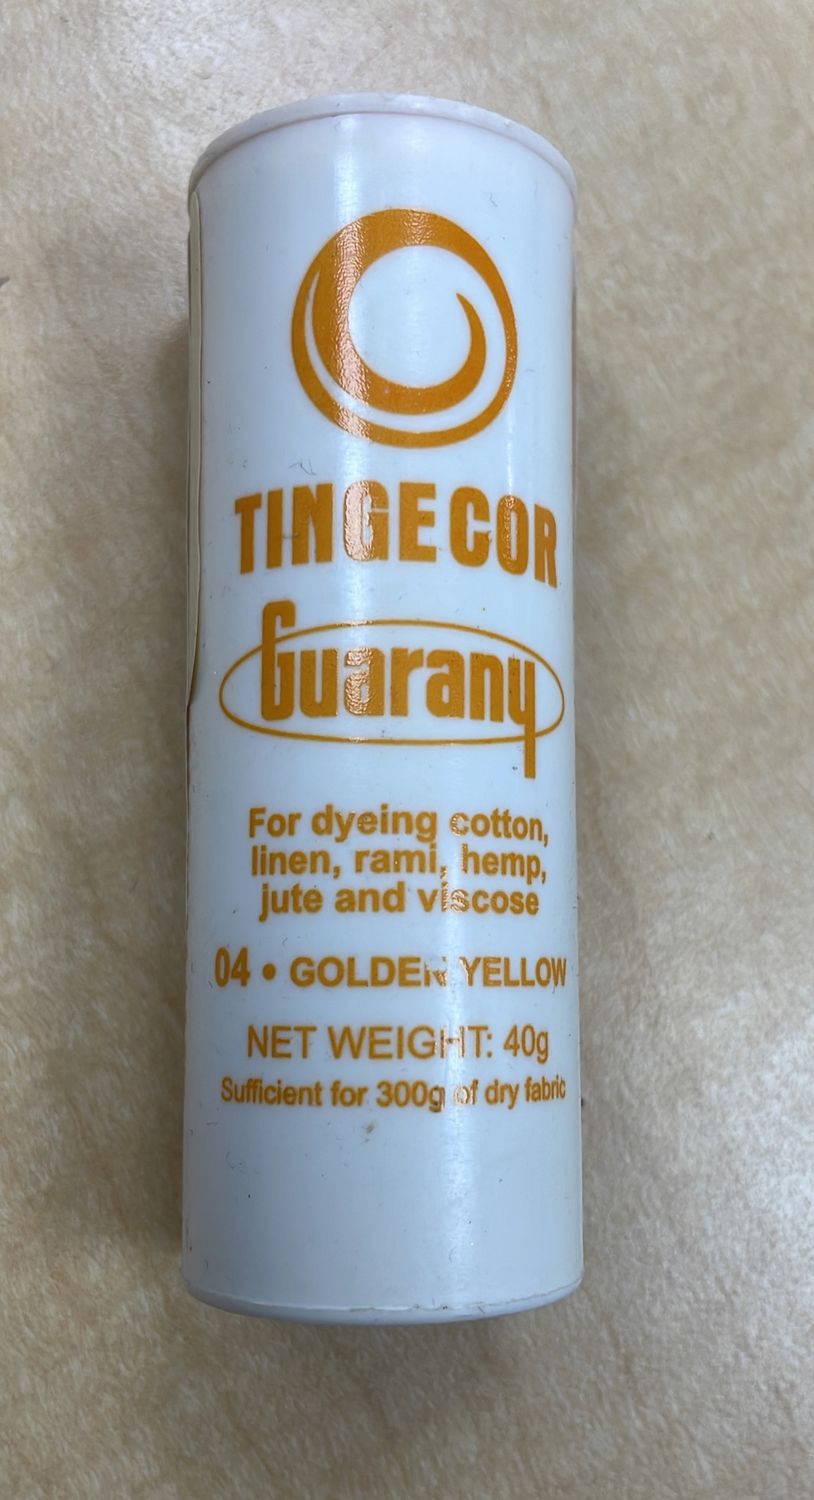 TINGECOR
Guarany
For dyeing cotton,
linen, rami, hemp,
jute and viscose
04 • GOLDEN YELLOW
NET WEIGHT: 40g
Sufficient for 300g of dry fabric